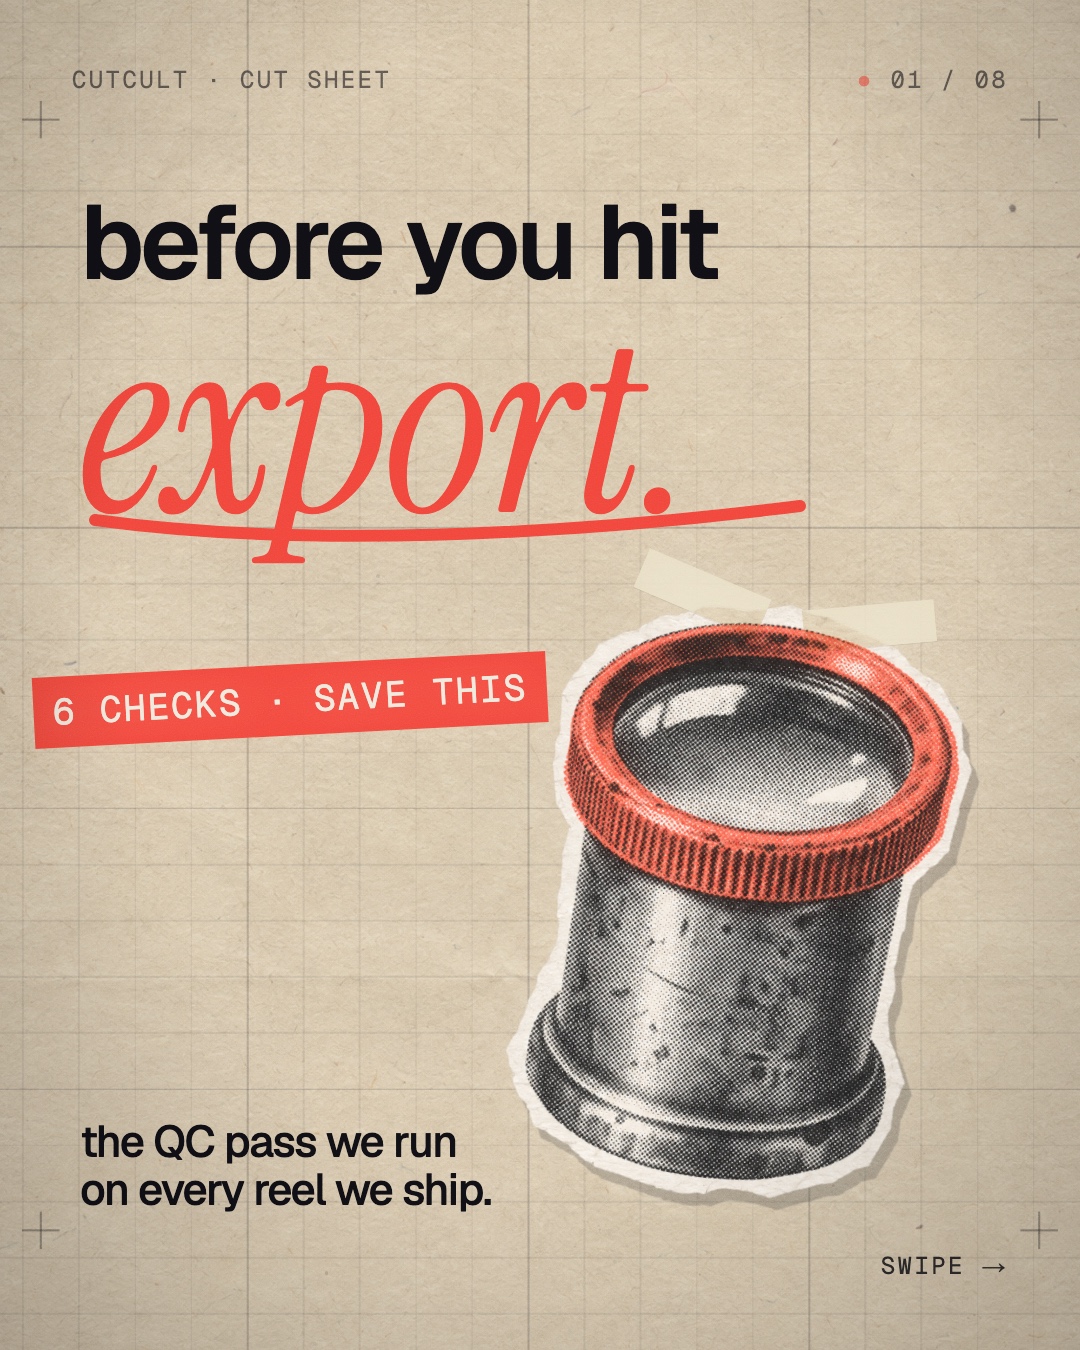 CUTCULT · CUT SHEET
01 / 08
before you hit
export.
6 CHECKS · SAVE THIS
the QC pass we run
on every reel we ship.
SWIPE →